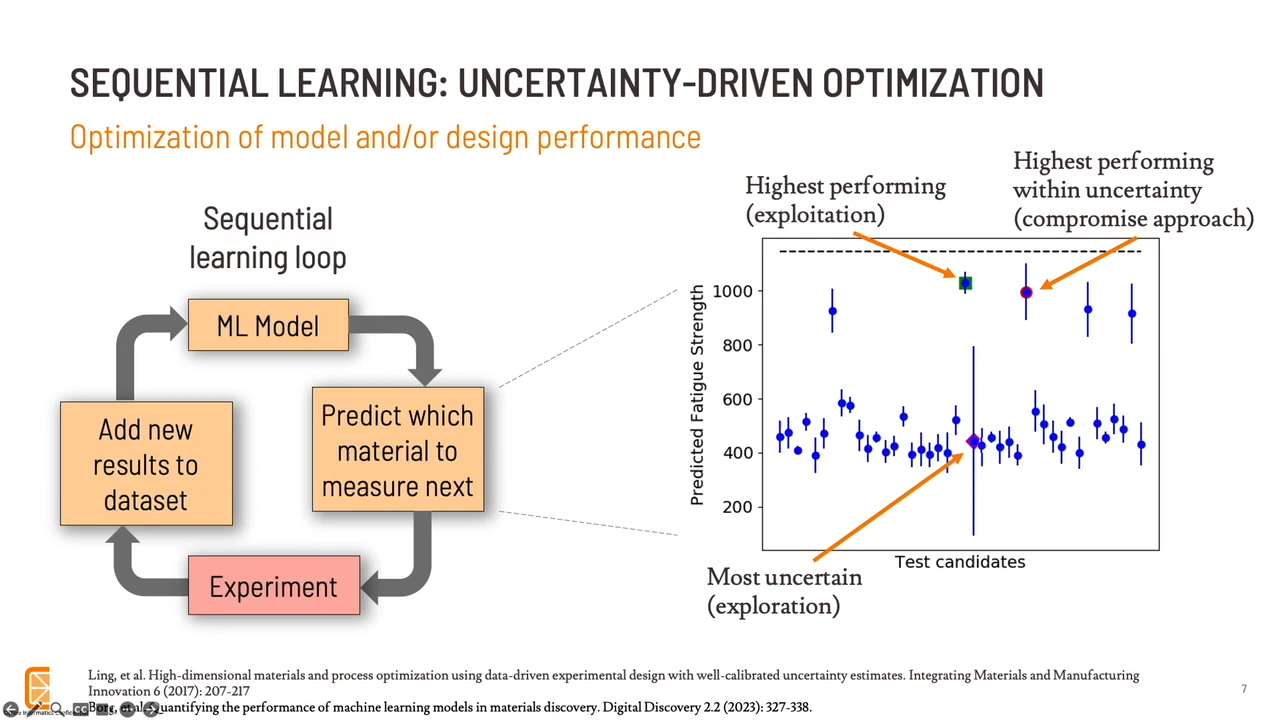 SEQUENTIAL LEARNING: UNCERTAINTY-DRIVEN OPTIMIZATION
Optimization of model and/or design performance
Sequential
learning loop
ML Model
Predict which
material to
measure next
Experiment
Add new
results to
dataset
Highest performing
(exploitation)
Highest performing
within uncertainty
(compromise approach)
Predicted Fatigue Strength
1000
800
600
400
200
Test candidates
Most uncertain
(exploration)
Ling, et al. High-dimensional materials and process optimization using data-driven experimental design with well-calibrated uncertainty estimates. Integrating Materials and Manufacturing
Innovation 6 (2017): 207-217
Borg, et al. Quantifying the performance of machine learning models in materials discovery. Digital Discovery 2.2 (2023): 327-338.
7